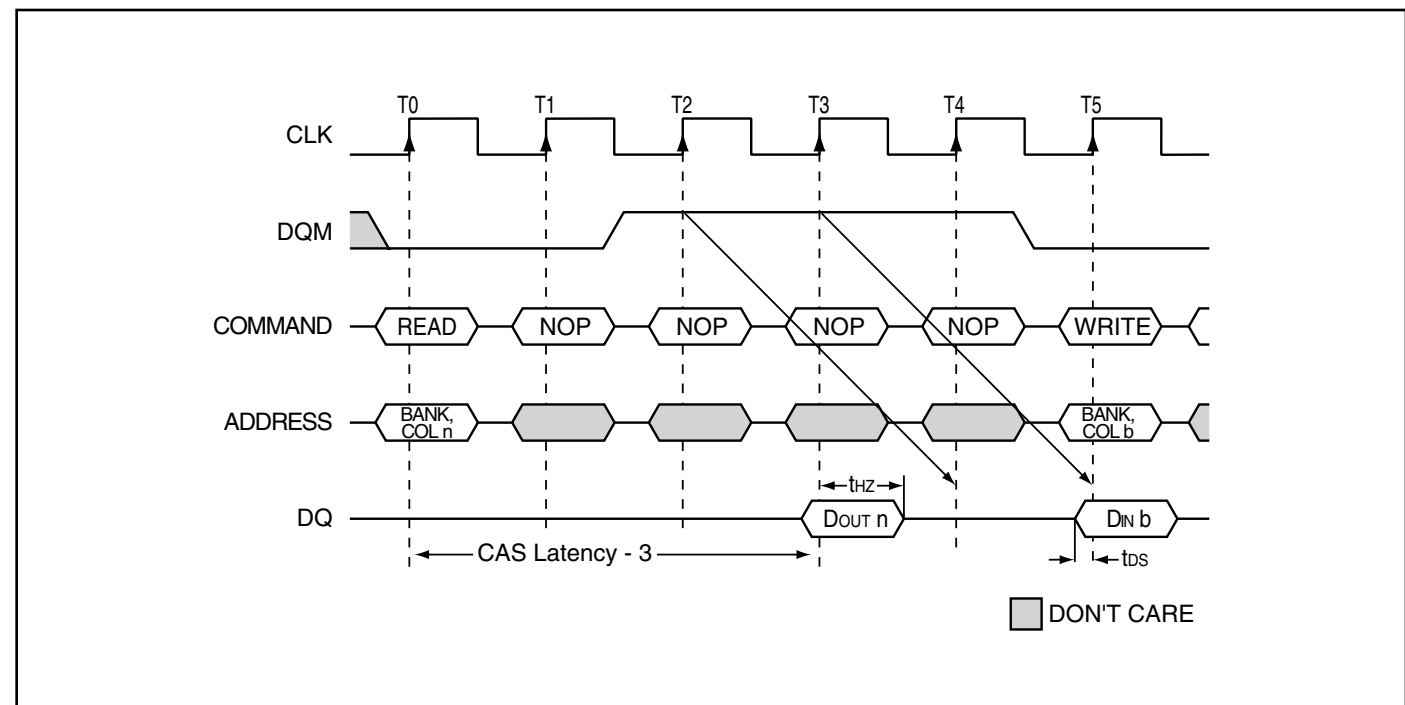 T0 T1 T2 T3 T4 T5
CLK
DQM
COMMAND READ NOP NOP NOP NOP WRITE
ADDRESS BANK, COL n BANK, COL b
tHZ
DQ DOUT n DIN b
CAS Latency - 3 tDS
DON'T CARE